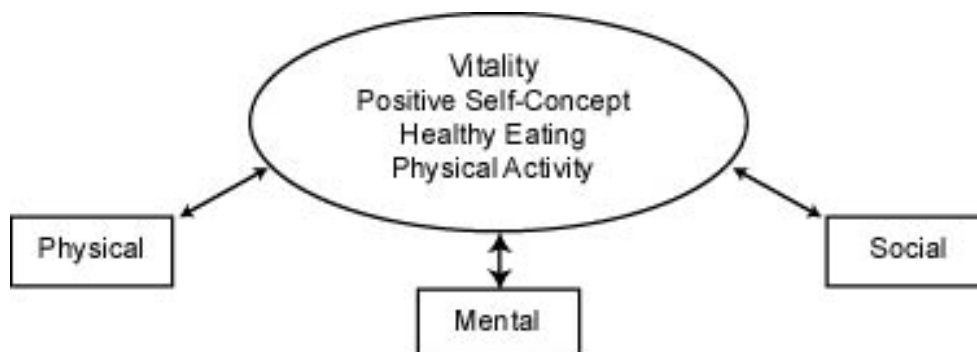 Vitality
Positive Self-Concept
Healthy Eating
Physical Activity
Physical
Social
Mental